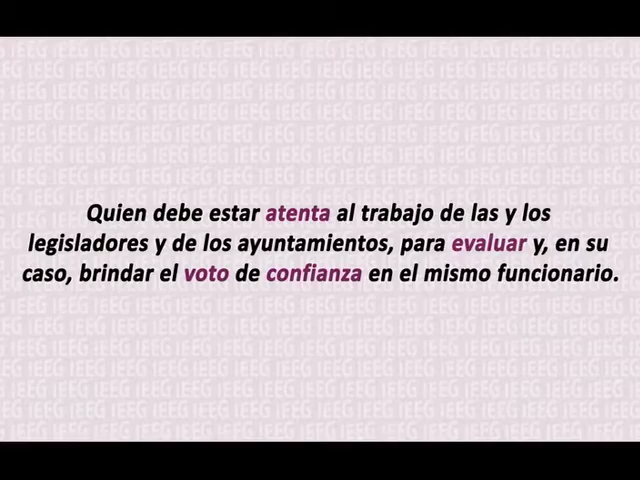 Quien debe estar atenta al trabajo de las y los
legisladores y de los ayuntamientos, para evaluar y, en su
caso, brindar el voto de confianza en el mismo funcionario.